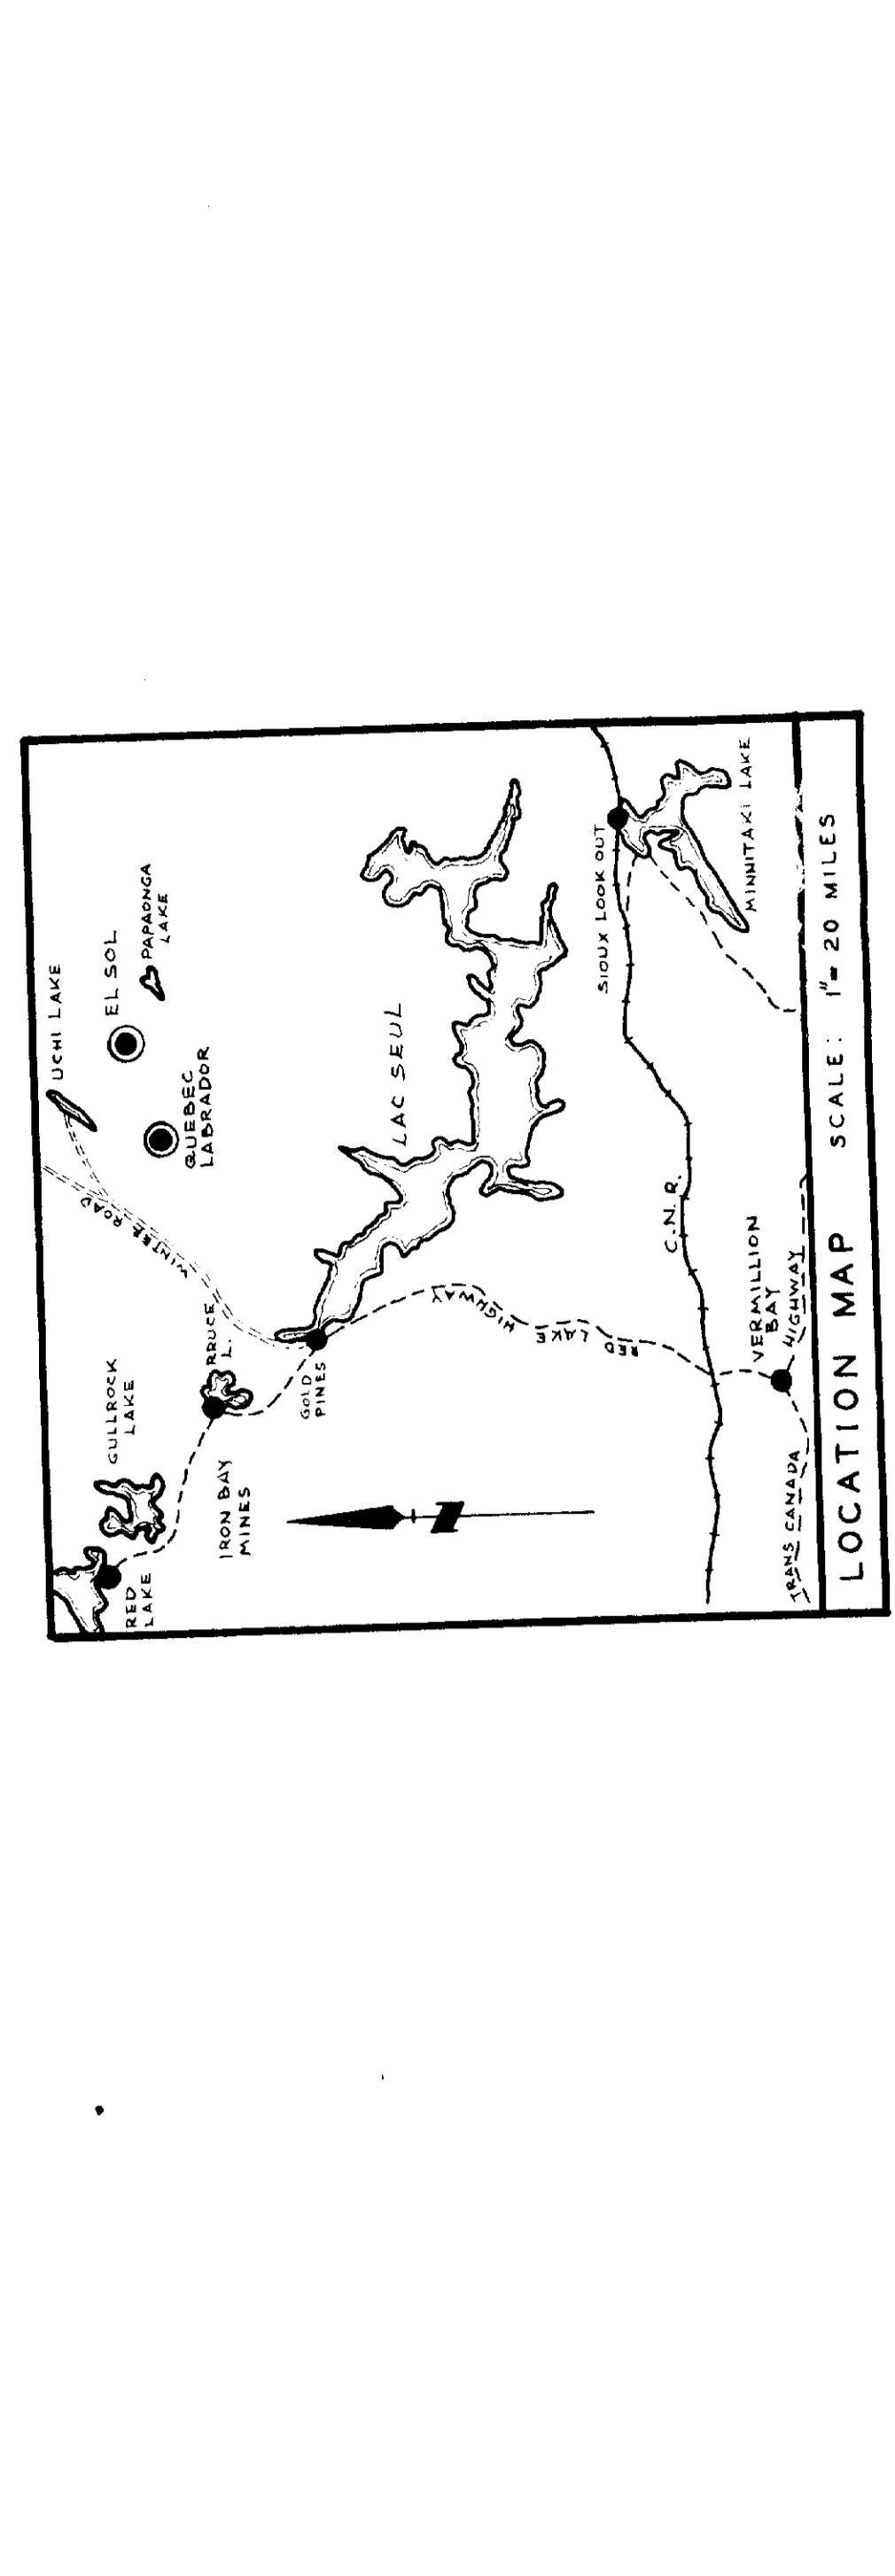 UCHI LAKE
EL SOL
PAPAONGA
LAKE
QUEBEC
LABRADOR
WINTER ROAD
GULLROCK
LAKE
RED
LAKE
BRUCE
L.
IRON BAY
MINES
GOLD
PINES
LAC SEUL
N
RED LAKE HIGHWAY
SIOUX LOOK OUT
MINNITAKI LAKE
C.N.R.
VERMILLION
BAY
TRANS CANADA HIGHWAY
LOCATION MAP SCALE: 1"= 20 MILES